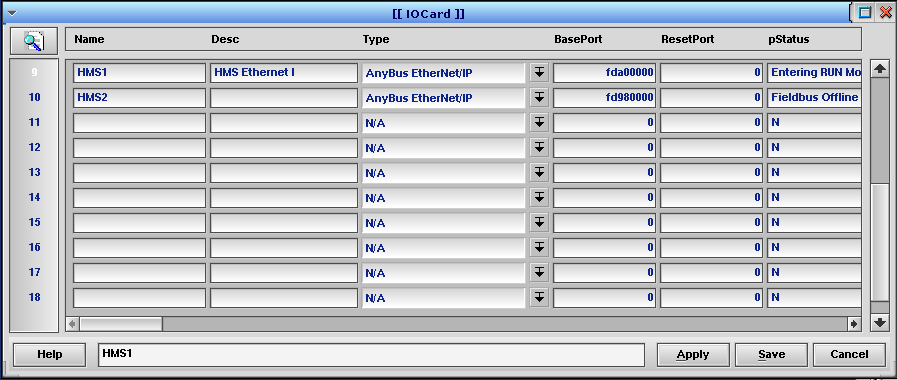 [[ IOCard ]]
Name Desc Type BasePort ResetPort pStatus
9 HMS1 HMS Ethernet I AnyBus EtherNet/IP fda00000 0 Entering RUN Mo
10 HMS2 AnyBus EtherNet/IP fd980000 0 Fieldbus Offline
11 N/A 0 0 N
12 N/A 0 0 N
13 N/A 0 0 N
14 N/A 0 0 N
15 N/A 0 0 N
16 N/A 0 0 N
17 N/A 0 0 N
18 N/A 0 0 N
Help HMS1 Apply Save Cancel